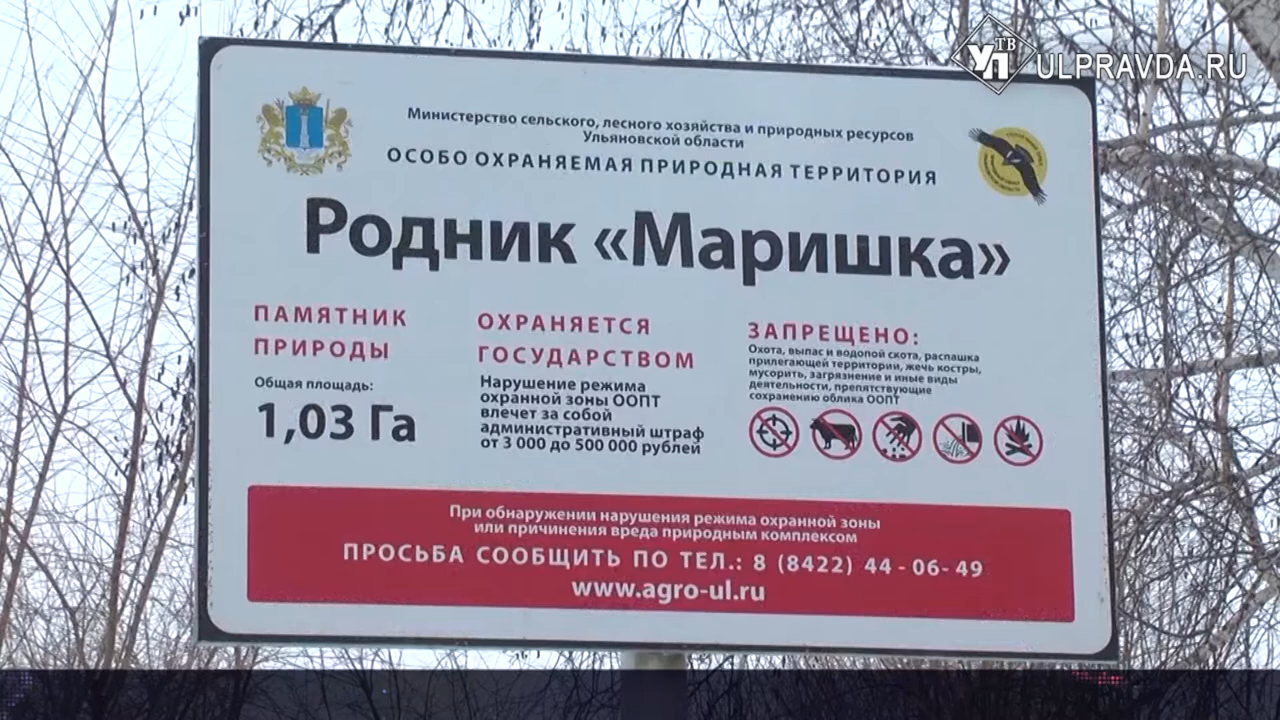 УП ТВ ULPRAVDA.RU
Министерство сельского, лесного хозяйства и природных ресурсов
Ульяновской области
ОСОБО ОХРАНЯЕМАЯ ПРИРОДНАЯ ТЕРРИТОРИЯ
Родник «Маришка»
ПАМЯТНИК
ПРИРОДЫ
Общая площадь:
1,03 Га
ОХРАНЯЕТСЯ
ГОСУДАРСТВОМ
Нарушение режима
охранной зоны ООПТ
влечет за собой
административный штраф
от 3 000 до 500 000 рублей
ЗАПРЕЩЕНО:
Охота, выпас и водопой скота, распашка
прилегающей территории, жечь костры,
мусорить, загрязнение и иные виды
деятельности, препятствующие
сохранению облика ООПТ
При обнаружении нарушения режима охранной зоны
или причинения вреда природным комплексом
ПРОСЬБА СООБЩИТЬ ПО ТЕЛ.: 8 (8422) 44 - 06- 49
www.agro-ul.ru